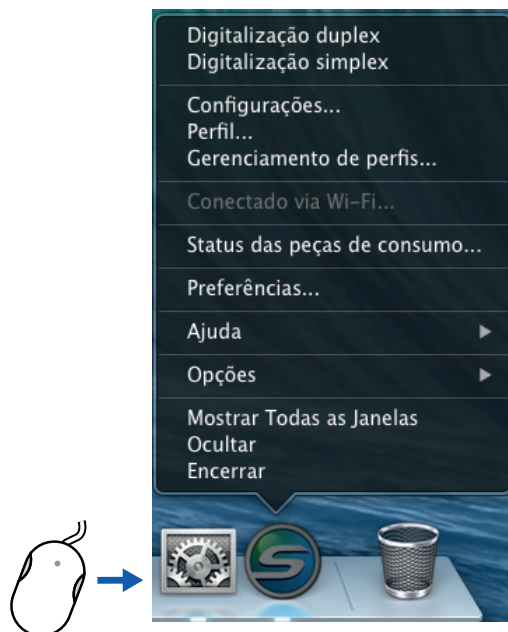 Digitalização duplex
Digitalização simplex
Configurações...
Perfil...
Gerenciamento de perfis...
Conectado via Wi-Fi...
Status das peças de consumo...
Preferências...
Ajuda
Opções
Mostrar Todas as Janelas
Ocultar
Encerrar
S